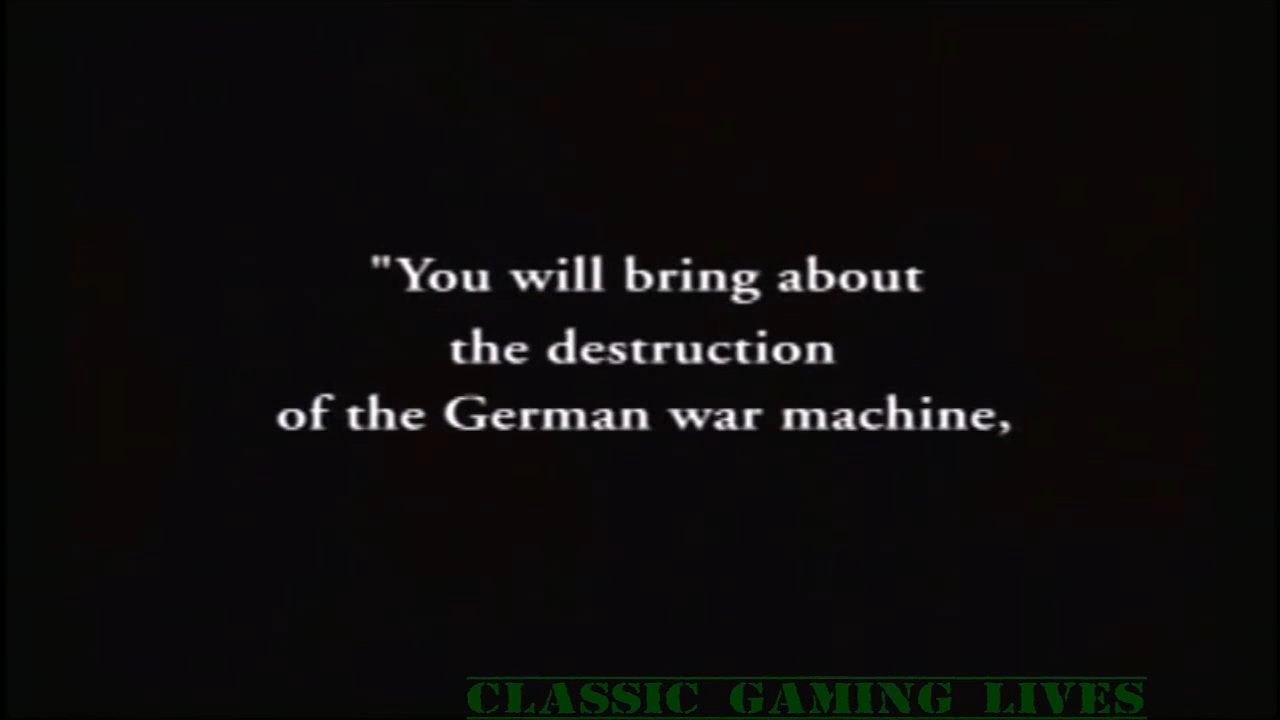 "You will bring about
the destruction
of the German war machine,
CLASSIC GAMING LIVES